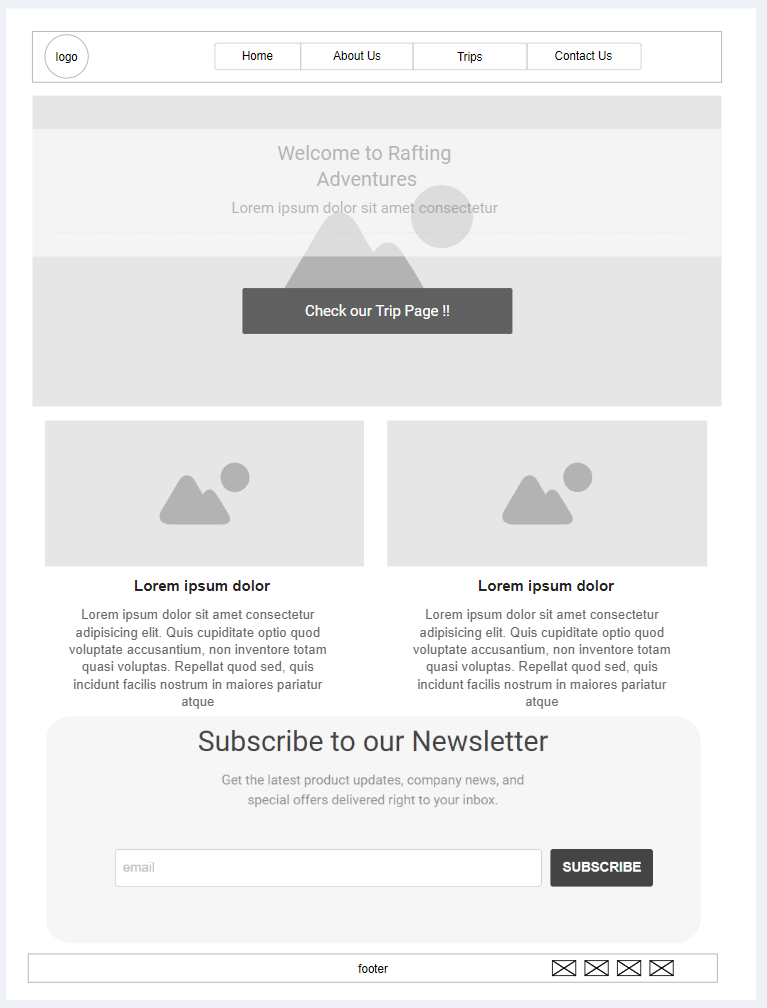 logo
Home
About Us
Trips
Contact Us
Welcome to Rafting
Adventures
Lorem ipsum dolor sit amet consectetur
Check our Trip Page !!
Lorem ipsum dolor
Lorem ipsum dolor sit amet consectetur
adipisicing elit. Quis cupiditate optio quod
voluptate accusantium, non inventore totam
quasi voluptas. Repellat quod sed, quis
incidunt facilis nostrum in maiores pariatur
atque
Lorem ipsum dolor
Lorem ipsum dolor sit amet consectetur
adipisicing elit. Quis cupiditate optio quod
voluptate accusantium, non inventore totam
quasi voluptas. Repellat quod sed, quis
incidunt facilis nostrum in maiores pariatur
atque
Subscribe to our Newsletter
Get the latest product updates, company news, and
special offers delivered right to your inbox.
email
SUBSCRIBE
footer